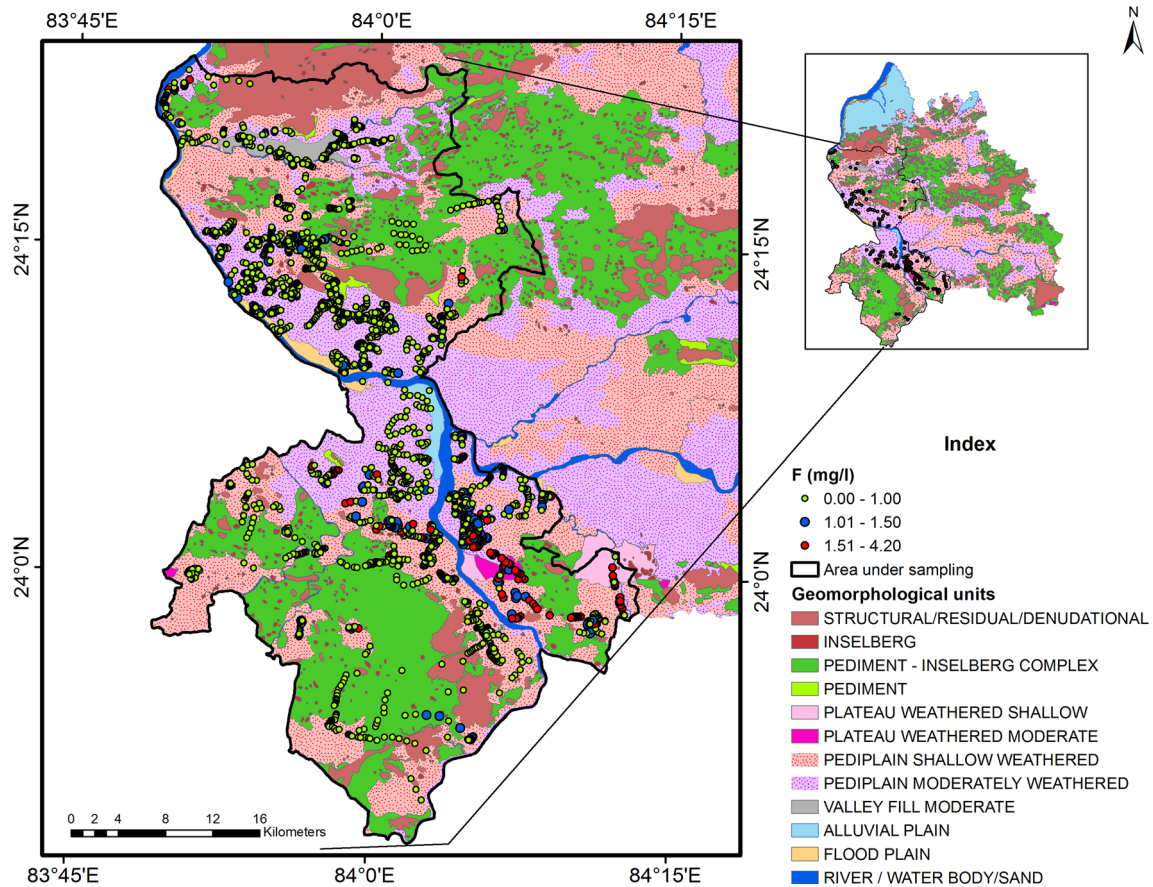 83°45'E
84°0'E
84°15'E
N
24°15'N
24°15'N
24°0'N
24°0'N
Index
F (mg/l)
0.00 - 1.00
1.01 - 1.50
1.51 - 4.20
Area under sampling
Geomorphological units
STRUCTURAL/RESIDUAL/DENUDATIONAL
INSELBERG
PEDIMENT - INSELBERG COMPLEX
PEDIMENT
PLATEAU WEATHERED SHALLOW
PLATEAU WEATHERED MODERATE
PEDIPLAIN SHALLOW WEATHERED
PEDIPLAIN MODERATELY WEATHERED
VALLEY FILL MODERATE
ALLUVIAL PLAIN
FLOOD PLAIN
RIVER / WATER BODY/SAND
0 2 4 8 12 16
Kilometers
83°45'E
84°0'E
84°15'E